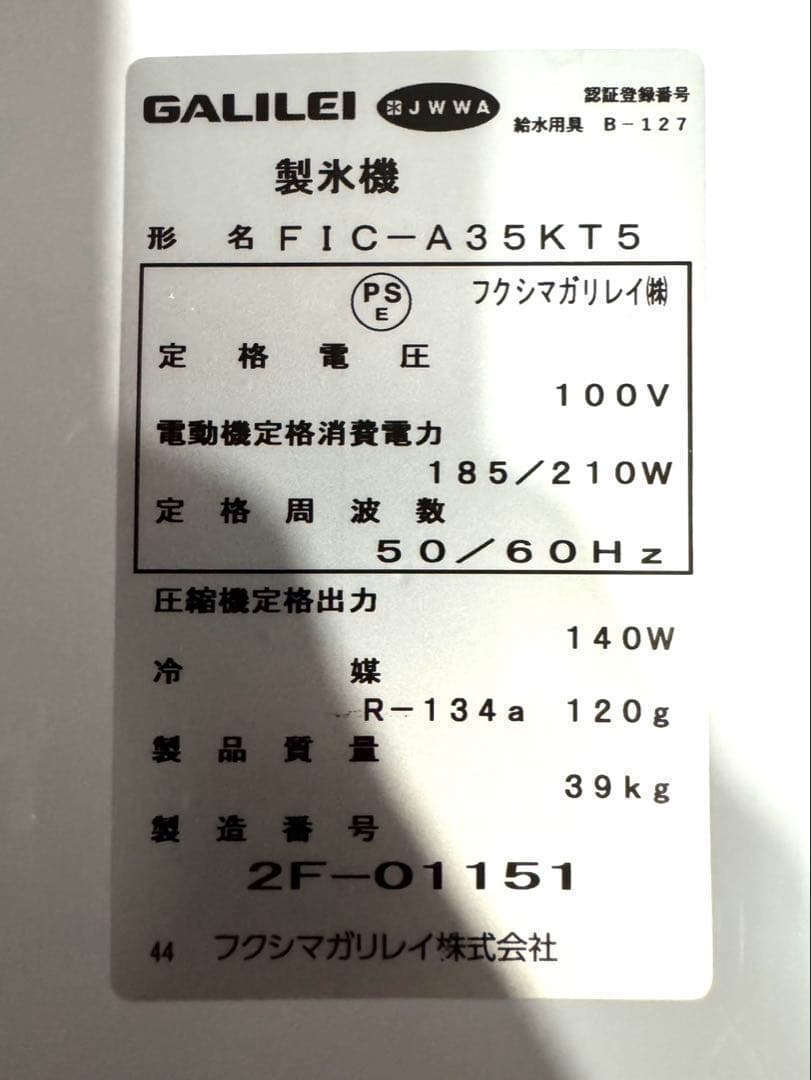 GALILEI JWWA 認証登録番号
給水用具 B-127
製氷機
形名 FIC-A35KT5
PSE フクシマガリレイ㈱
定格電圧
100V
電動機定格消費電力
185/210W
定格周波数
50/60Hz
圧縮機定格出力
140W
冷媒
R-134a 120g
製品質量
39kg
製造番号
2F-01151
44 フクシマガリレイ株式会社